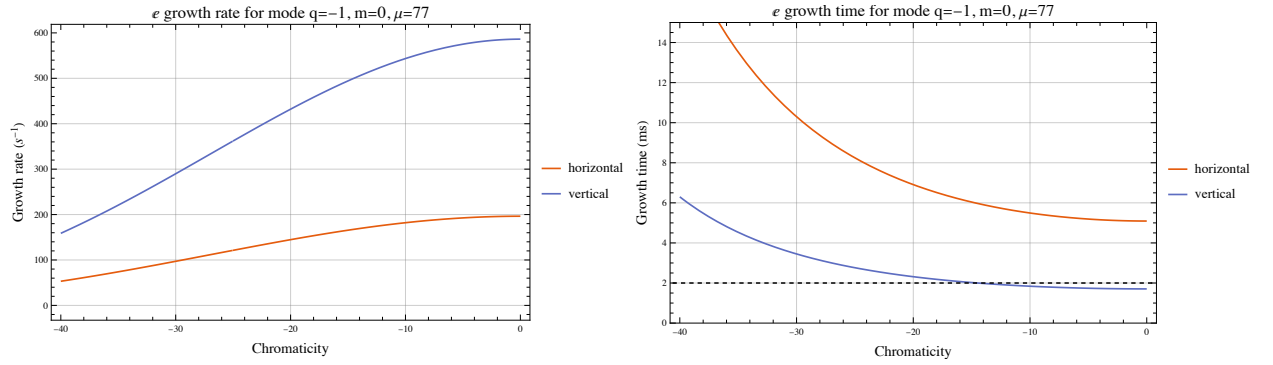 ⅇ growth rate for mode q=−1, m=0, μ=77
600
500
400
300
200
100
0
Growth rate (s⁻¹)
−40
−30
−20
−10
0
Chromaticity
horizontal
vertical
ⅇ growth time for mode q=−1, m=0, μ=77
14
12
10
8
6
4
2
0
Growth time (ms)
−40
−30
−20
−10
0
Chromaticity
horizontal
vertical